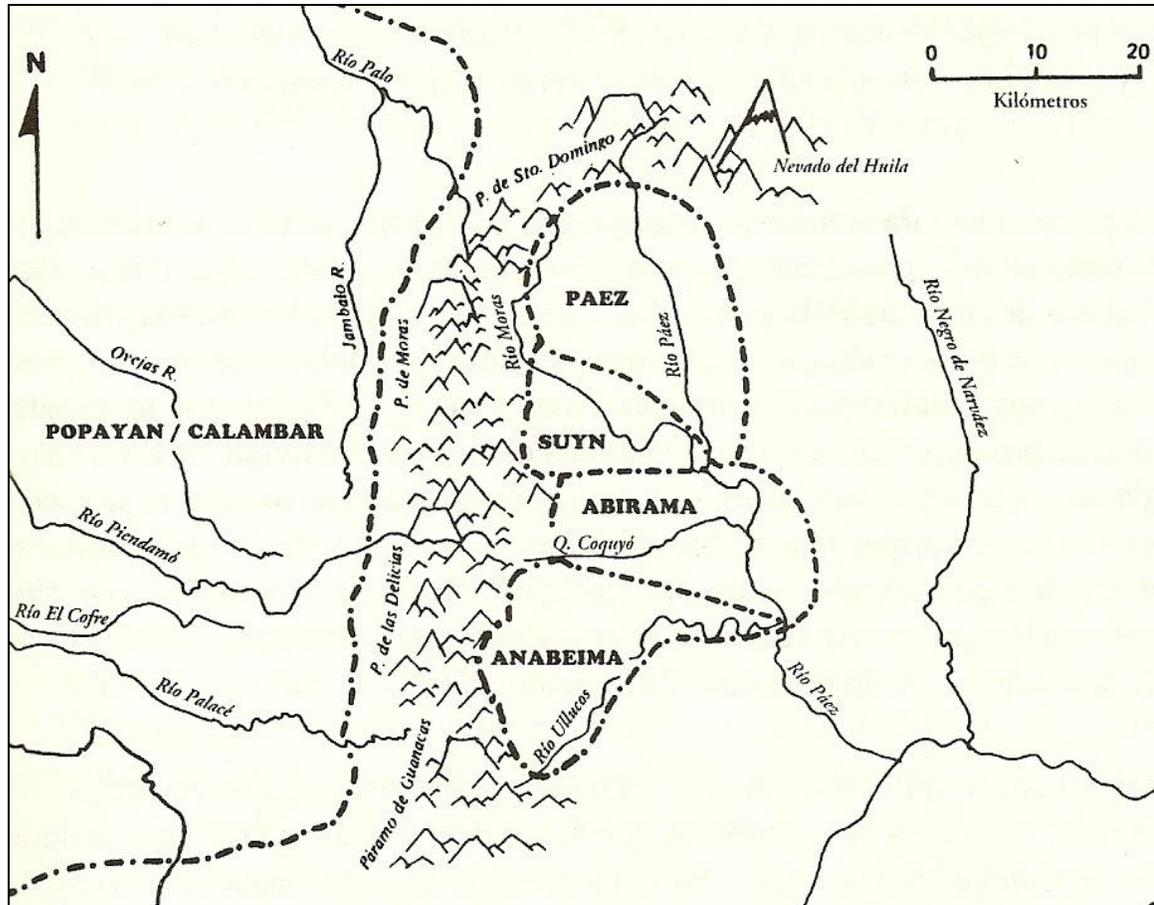 N
0 10 20
Kilómetros
Río Palo
P. de Sto. Domingo
Nevado del Huila
Jambalo R.
P. de Moras
Río Moras
PAEZ
Río Páez
Río Negro de Narváez
Ovejas R.
POPAYAN / CALAMBAR
SUYN
ABIRAMA
Q. Coquyó
Río Piendamó
Río El Cofre
P. de las Delicias
ANABEIMA
Río Palacé
Río Ullucos
Río Páez
Páramo de Guanacas